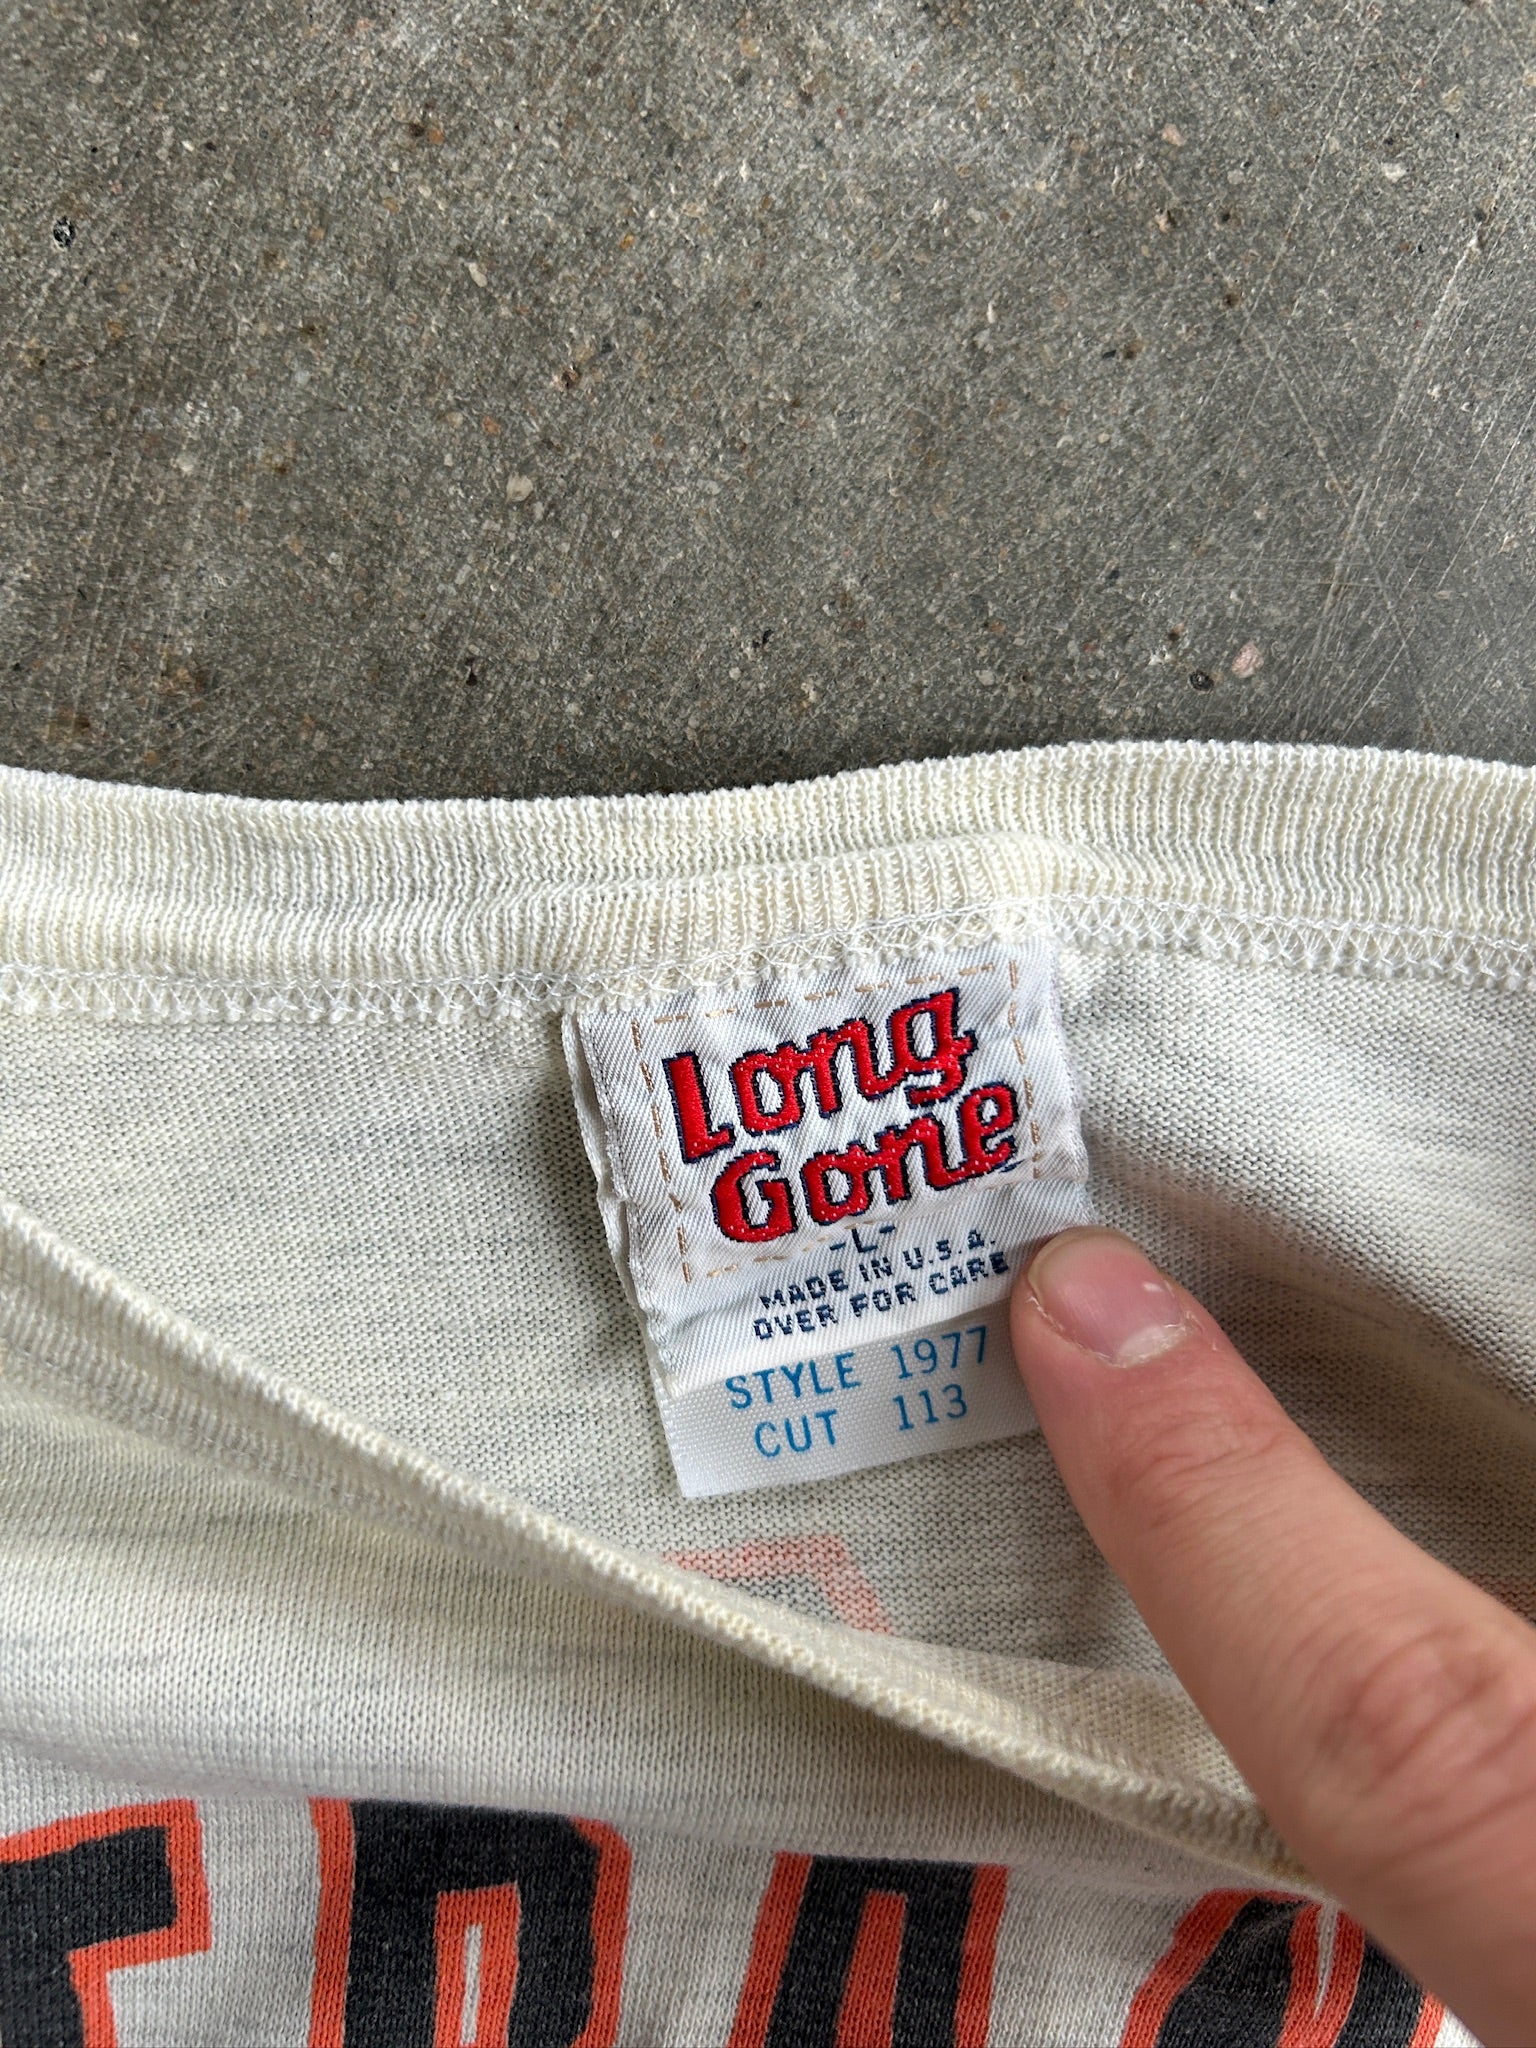 Long
Gone
-L-
MADE IN U.S.A.
OVER FOR CARE
STYLE 1977
CUT 113